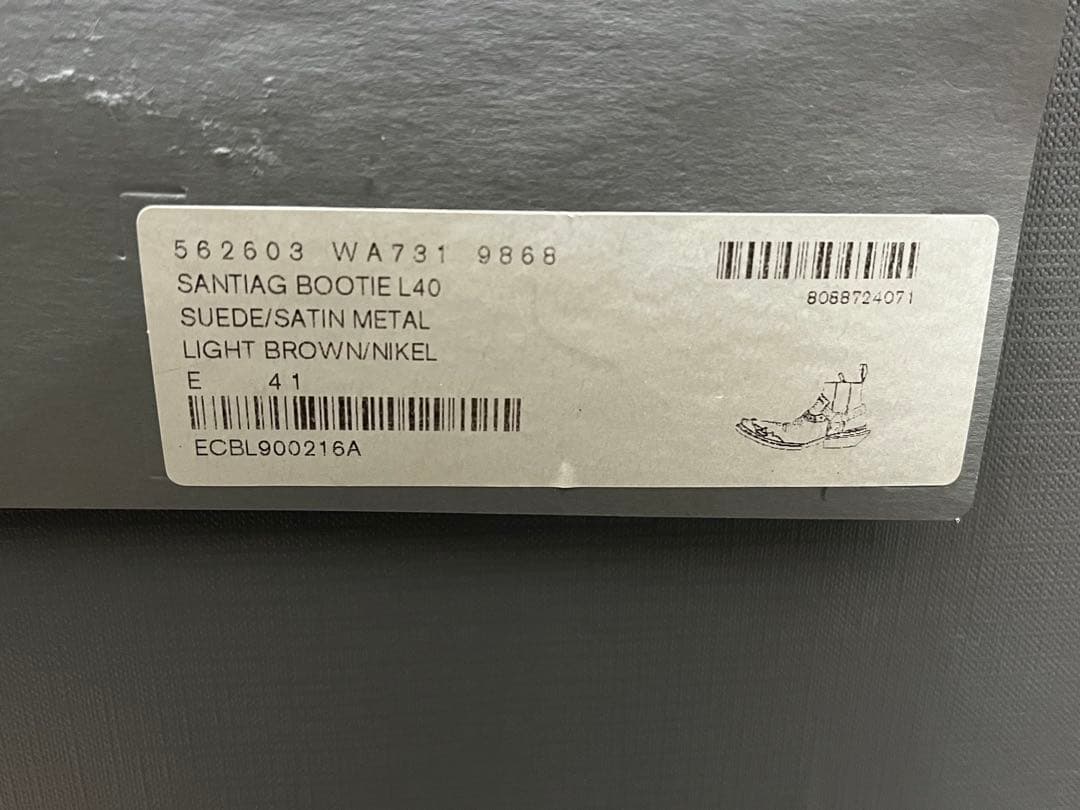 562603 WA731 9868
SANTIAG BOOTIE L40
SUEDE/SATIN METAL
LIGHT BROWN/NIKEL
E 41
ECBL900216A
8088724071